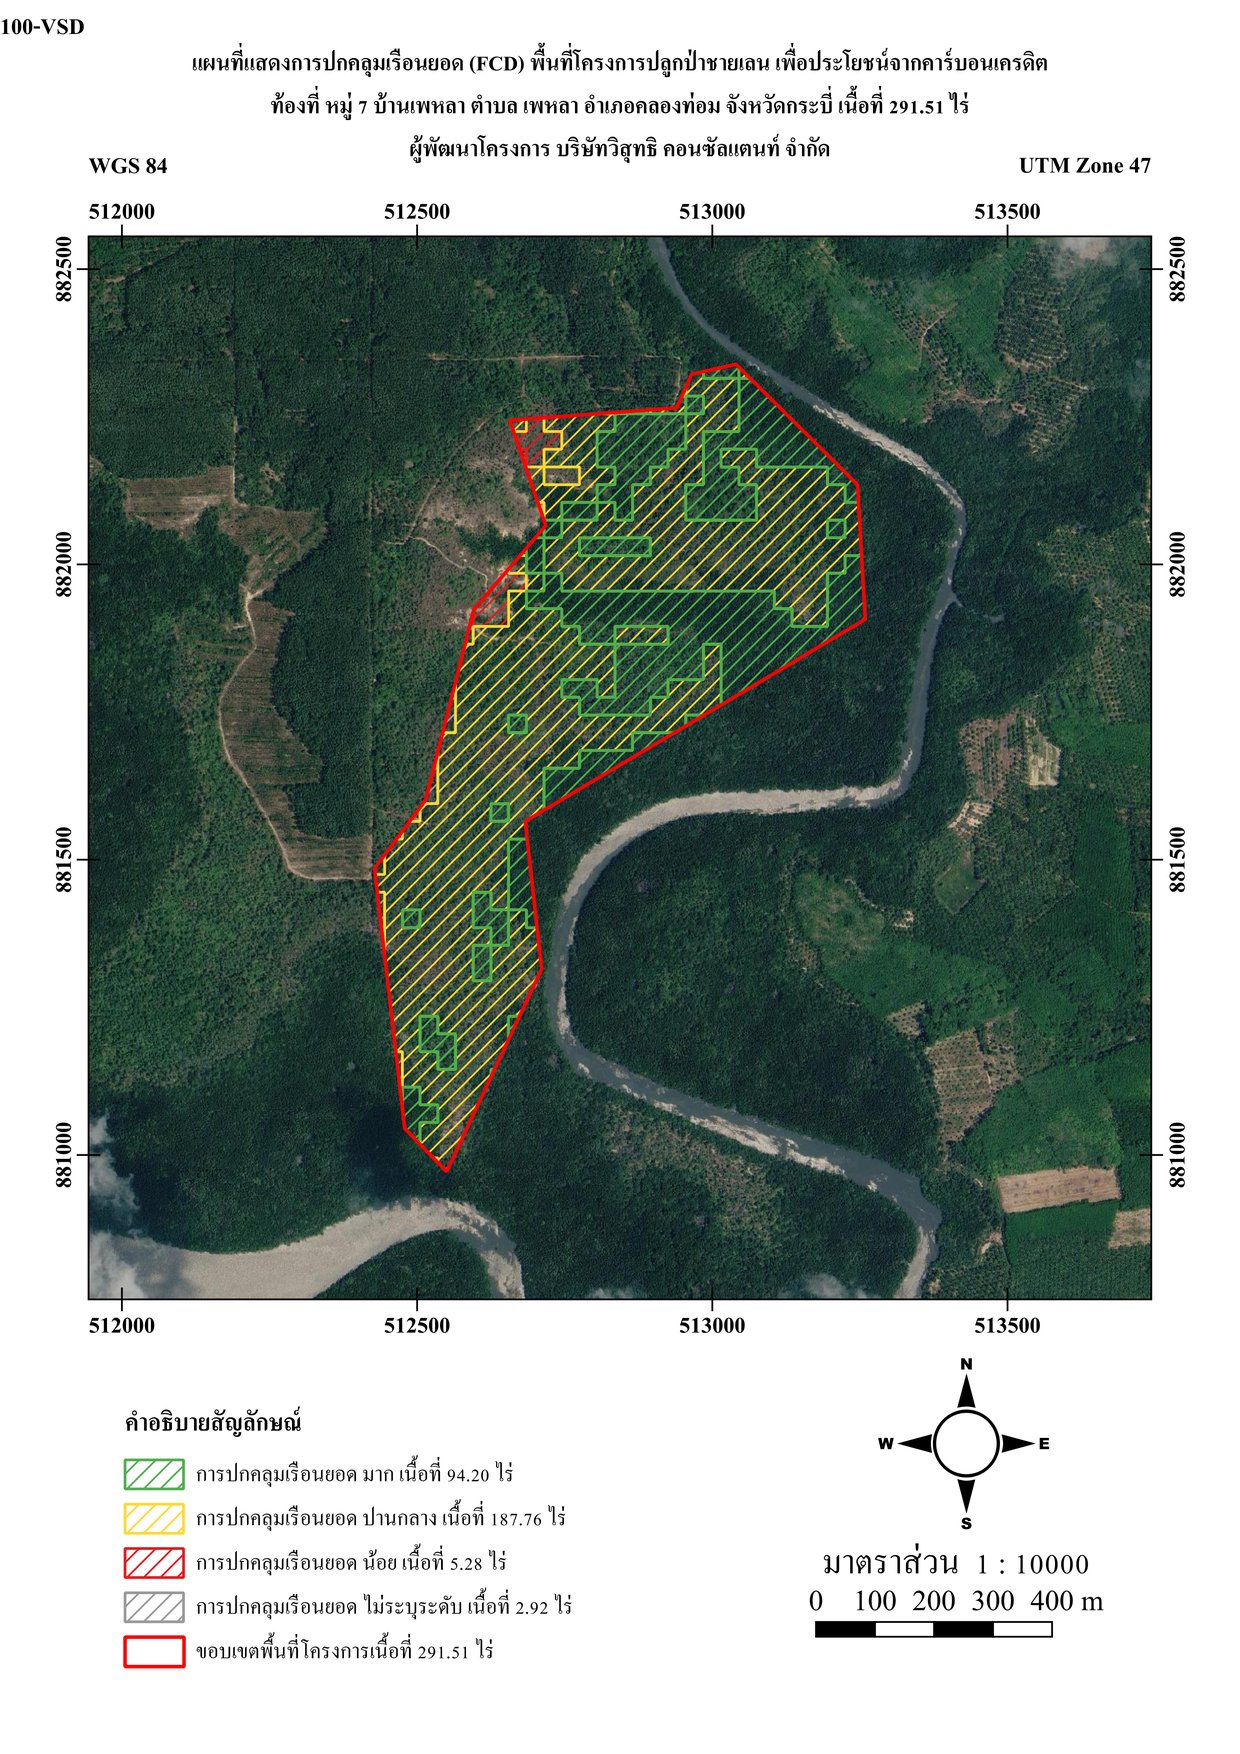 100-VSD
แผนที่แสดงการปกคลุมเรือนยอด (FCD) พื้นที่โครงการปลูกป่าชายเลน เพื่อประโยชน์จากคาร์บอนเครดิต
ท้องที่ หมู่ 7 บ้านเพหลา ตำบล เพหลา อำเภอคลองท่อม จังหวัดกระบี่ เนื้อที่ 291.51 ไร่
ผู้พัฒนาโครงการ บริษัทวิสุทธิ คอนซัลแตนท์ จำกัด
WGS 84 UTM Zone 47
512000 512500 513000 513500
882500 882500
882000 882000
881500 881500
881000 881000
512000 512500 513000 513500
คำอธิบายสัญลักษณ์
การปกคลุมเรือนยอด มาก เนื้อที่ 94.20 ไร่
การปกคลุมเรือนยอด ปานกลาง เนื้อที่ 187.76 ไร่
การปกคลุมเรือนยอด น้อย เนื้อที่ 5.28 ไร่
การปกคลุมเรือนยอด ไม่ระบุระดับ เนื้อที่ 2.92 ไร่
ขอบเขตพื้นที่โครงการเนื้อที่ 291.51 ไร่
N
W E
S
มาตราส่วน 1 : 10000
0 100 200 300 400 m